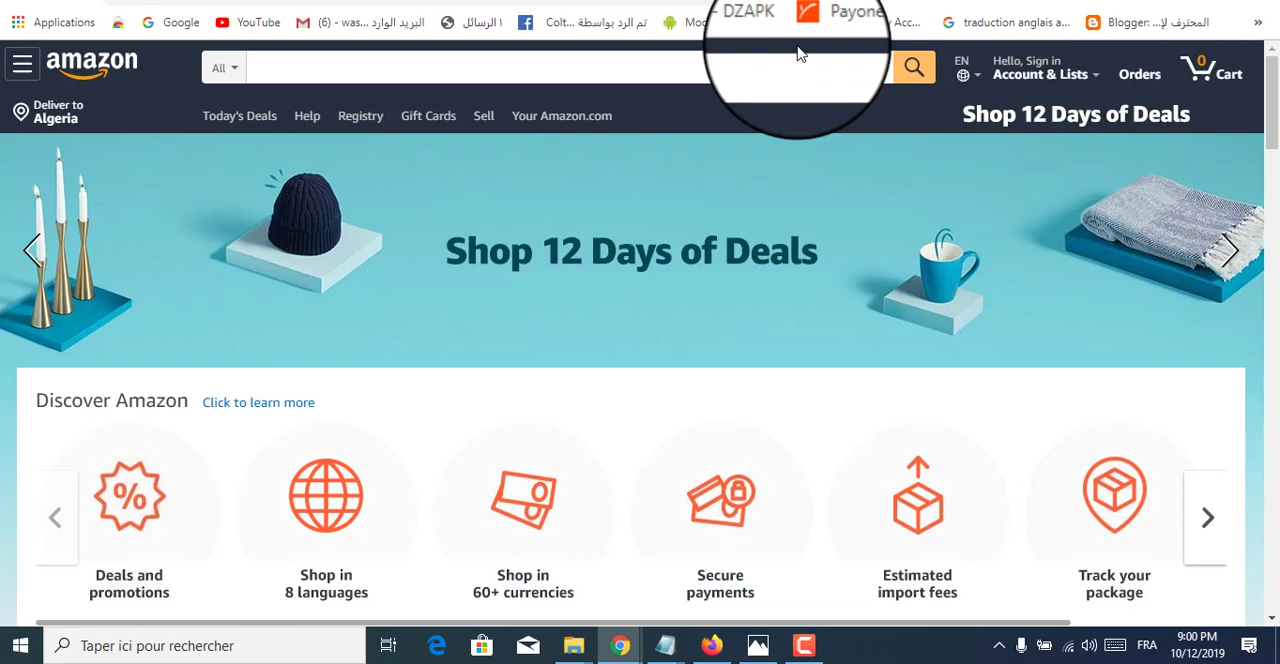 Applications Google YouTube M (6) - was... البريد الوارد الرسائل ١ Colt... تم الرد بواسطة - DZAPK Payone Acc... traduction anglais a... Blogger: ...المحترف لإ »
amazon All EN Hello, Sign in Account & Lists Orders 0 Cart
Deliver to
Algeria
Today's Deals Help Registry Gift Cards Sell Your Amazon.com Shop 12 Days of Deals
Shop 12 Days of Deals
Discover Amazon Click to learn more
%
Deals and
promotions
Shop in
8 languages
Shop in
60+ currencies
Secure
payments
Estimated
import fees
Track your
package
Taper ici pour rechercher
FRA
9:00 PM
10/12/2019